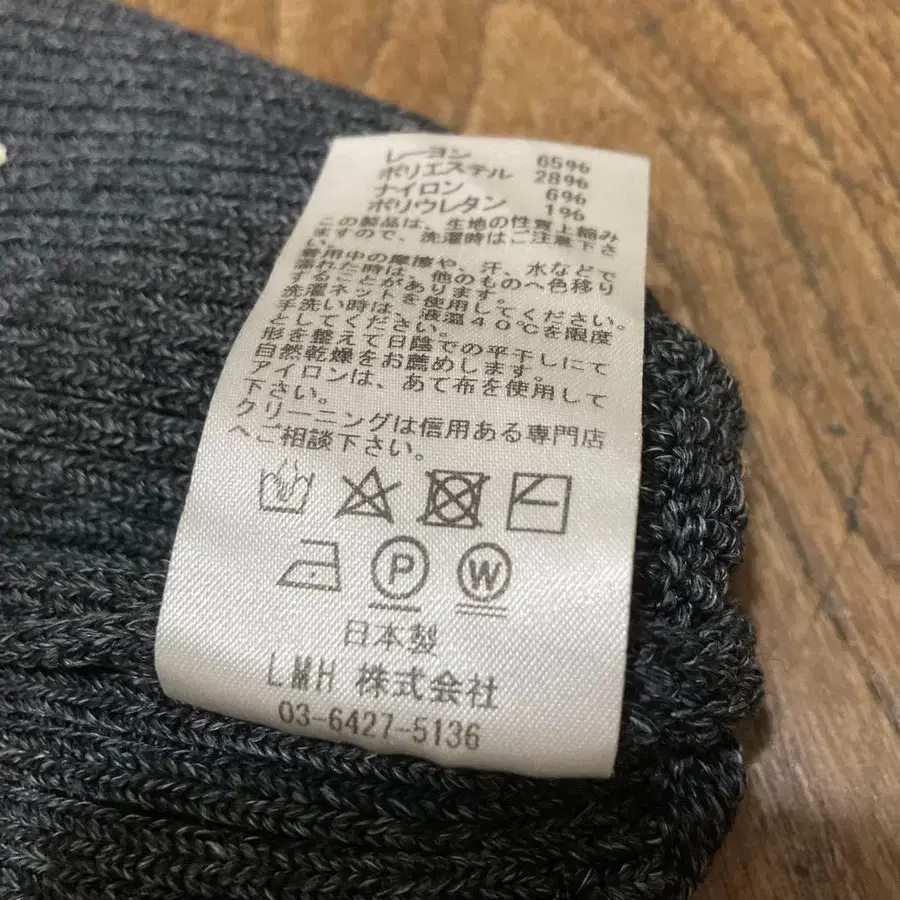 レーヨン 65%
ポリエステル 28%
ナイロン 6%
ポリウレタン 1%
この製品は、生地の性質上縮み
ますので、洗濯時はご注意下さ
い。
着用中の摩擦や、汗、水などで
濡れた時は、他のものへ色移り
することがあります。
洗濯ネットを使用してください。
手洗い時は、液温40℃を限度
としてください。
形を整えて日陰での平干しにて
自然乾燥をお薦めします。
アイロンは、あて布を使用して
下さい。
クリーニングは信用ある専門店
へご相談下さい。
P W
日本製
LMH 株式会社
03-6427-5136